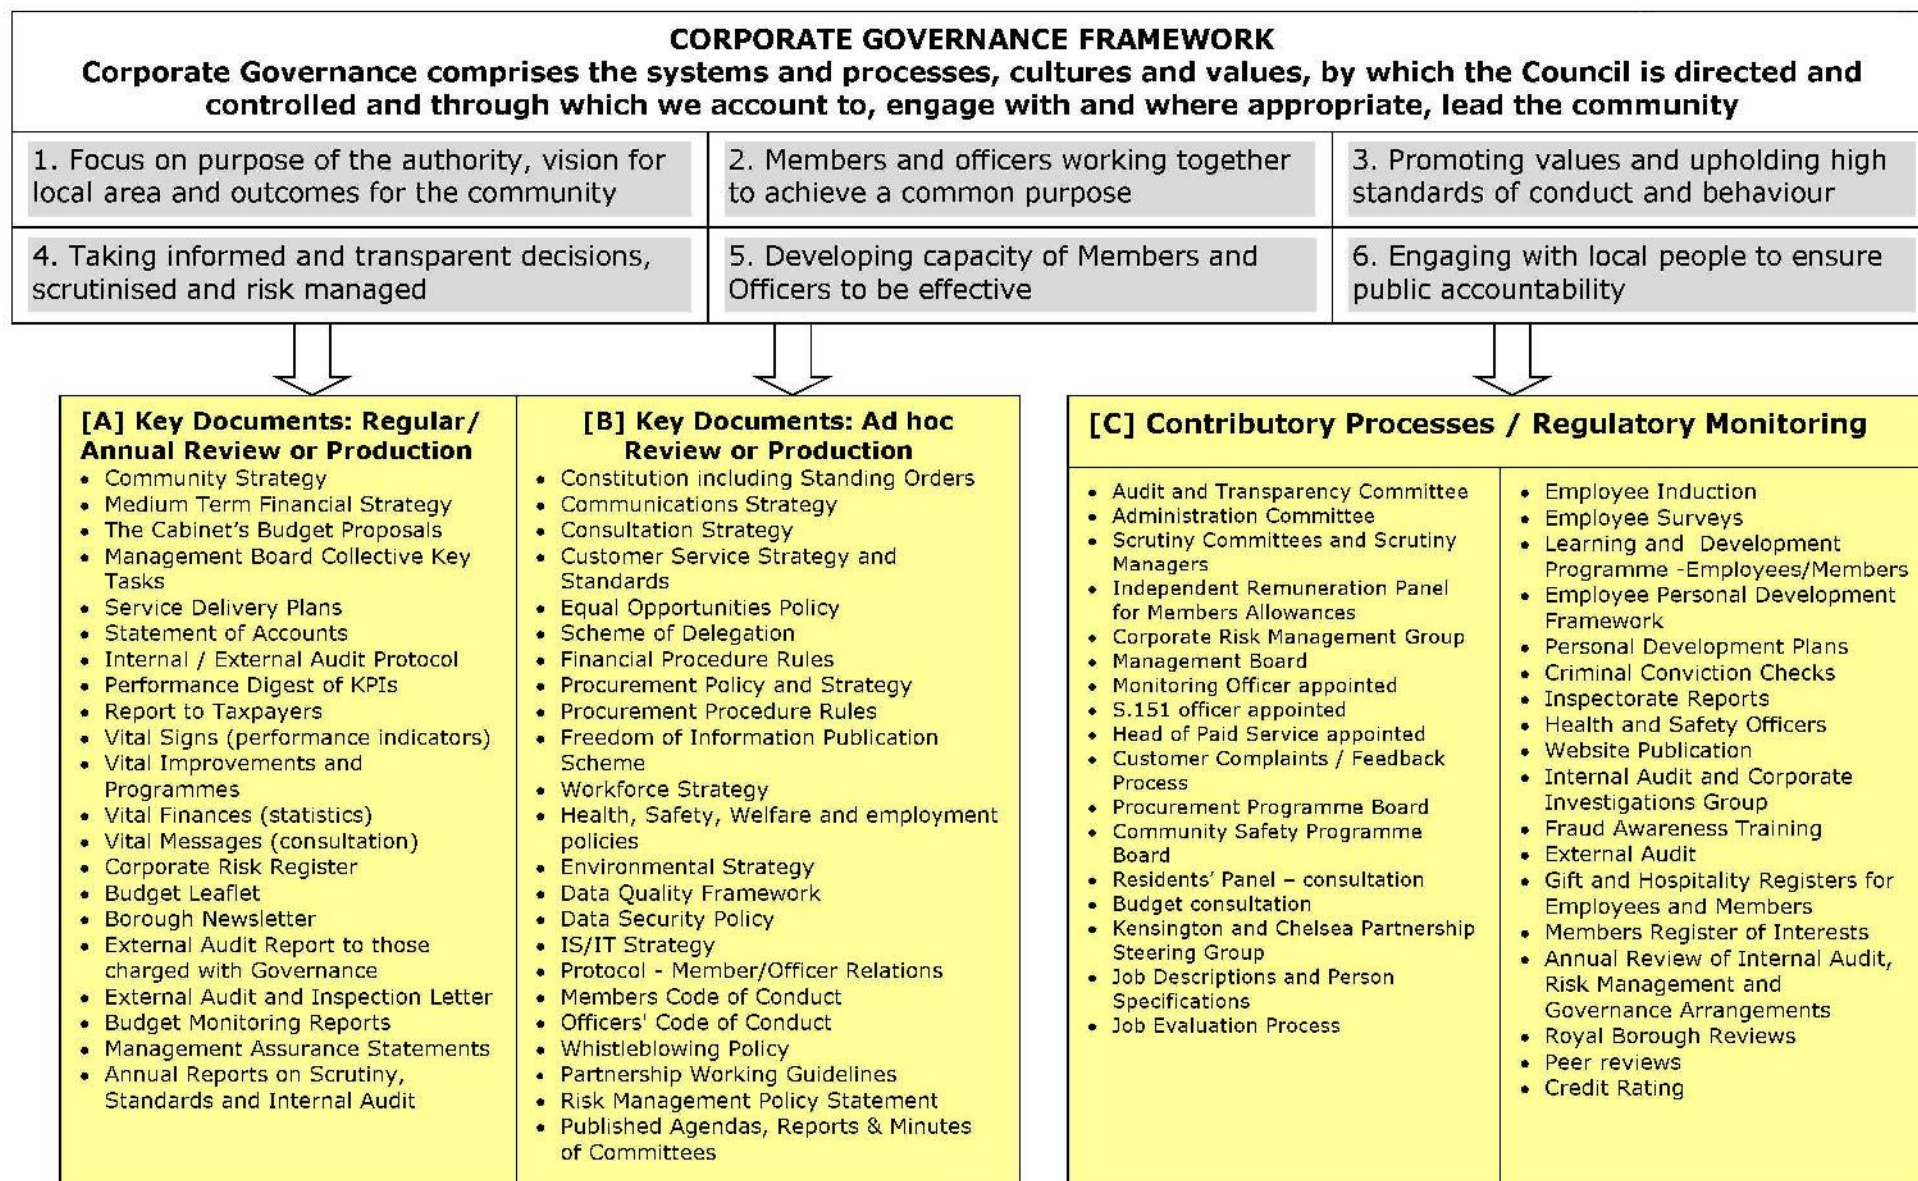 CORPORATE GOVERNANCE FRAMEWORK
Corporate Governance comprises the systems and processes, cultures and values, by which the Council is directed and
controlled and through which we account to, engage with and where appropriate, lead the community
1. Focus on purpose of the authority, vision for
local area and outcomes for the community
2. Members and officers working together
to achieve a common purpose
3. Promoting values and upholding high
standards of conduct and behaviour
4. Taking informed and transparent decisions,
scrutinised and risk managed
5. Developing capacity of Members and
Officers to be effective
6. Engaging with local people to ensure
public accountability
[A] Key Documents: Regular/
Annual Review or Production
• Community Strategy
• Medium Term Financial Strategy
• The Cabinet's Budget Proposals
• Management Board Collective Key
Tasks
• Service Delivery Plans
• Statement of Accounts
• Internal / External Audit Protocol
• Performance Digest of KPIs
• Report to Taxpayers
• Vital Signs (performance indicators)
• Vital Improvements and
Programmes
• Vital Finances (statistics)
• Vital Messages (consultation)
• Corporate Risk Register
• Budget Leaflet
• Borough Newsletter
• External Audit Report to those
charged with Governance
• External Audit and Inspection Letter
• Budget Monitoring Reports
• Management Assurance Statements
• Annual Reports on Scrutiny,
Standards and Internal Audit
[B] Key Documents: Ad hoc
Review or Production
• Constitution including Standing Orders
• Communications Strategy
• Consultation Strategy
• Customer Service Strategy and
Standards
• Equal Opportunities Policy
• Scheme of Delegation
• Financial Procedure Rules
• Procurement Policy and Strategy
• Procurement Procedure Rules
• Freedom of Information Publication
Scheme
• Workforce Strategy
• Health, Safety, Welfare and employment
policies
• Environmental Strategy
• Data Quality Framework
• Data Security Policy
• IS/IT Strategy
• Protocol - Member/Officer Relations
• Members Code of Conduct
• Officers' Code of Conduct
• Whistleblowing Policy
• Partnership Working Guidelines
• Risk Management Policy Statement
• Published Agendas, Reports & Minutes
of Committees
[C] Contributory Processes / Regulatory Monitoring
• Audit and Transparency Committee
• Administration Committee
• Scrutiny Committees and Scrutiny
Managers
• Independent Remuneration Panel
for Members Allowances
• Corporate Risk Management Group
• Management Board
• Monitoring Officer appointed
• S.151 officer appointed
• Head of Paid Service appointed
• Customer Complaints / Feedback
Process
• Procurement Programme Board
• Community Safety Programme
Board
• Residents' Panel – consultation
• Budget consultation
• Kensington and Chelsea Partnership
Steering Group
• Job Descriptions and Person
Specifications
• Job Evaluation Process
• Employee Induction
• Employee Surveys
• Learning and Development
Programme -Employees/Members
• Employee Personal Development
Framework
• Personal Development Plans
• Criminal Conviction Checks
• Inspectorate Reports
• Health and Safety Officers
• Website Publication
• Internal Audit and Corporate
Investigations Group
• Fraud Awareness Training
• External Audit
• Gift and Hospitality Registers for
Employees and Members
• Members Register of Interests
• Annual Review of Internal Audit,
Risk Management and
Governance Arrangements
• Royal Borough Reviews
• Peer reviews
• Credit Rating